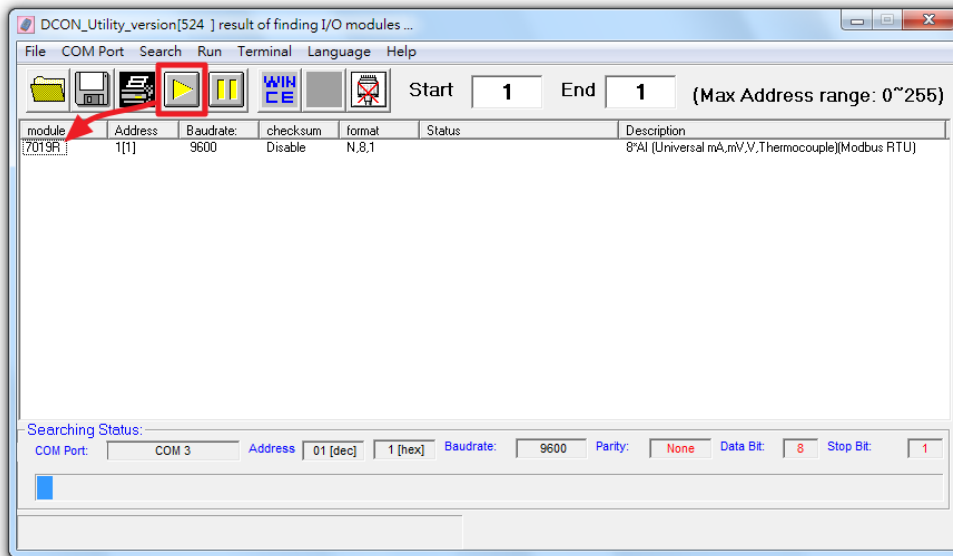 DCON_Utility_version[524  ] result of finding I/O modules ...
File COM Port Search Run Terminal Language Help
WIN CE Start 1 End 1 (Max Address range: 0~255)
module Address Baudrate: checksum format Status Description
7019R 1[1] 9600 Disable N,8,1 8*AI (Universal mA,mV,V,Thermocouple)(Modbus RTU)
Searching Status:
COM Port: COM 3 Address 01 [dec] 1 [hex] Baudrate: 9600 Parity: None Data Bit: 8 Stop Bit: 1